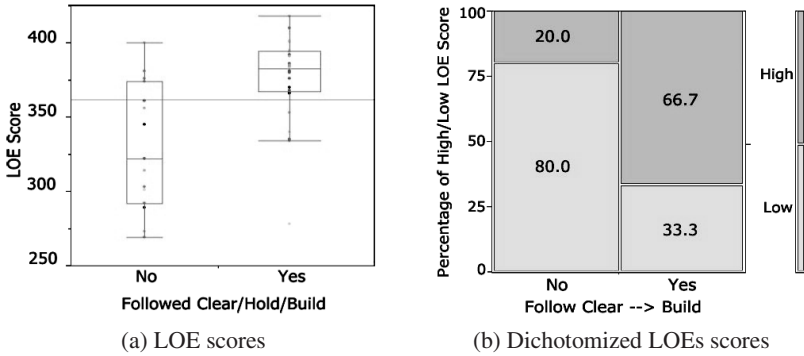 LOE Score
400
350
300
250
No
Yes
Followed Clear/Hold/Build
(a) LOE scores
Percentage of High/Low LOE Score
100
75
50
25
0
20.0
80.0
66.7
33.3
High
Low
No
Yes
Follow Clear --> Build
(b) Dichotomized LOEs scores